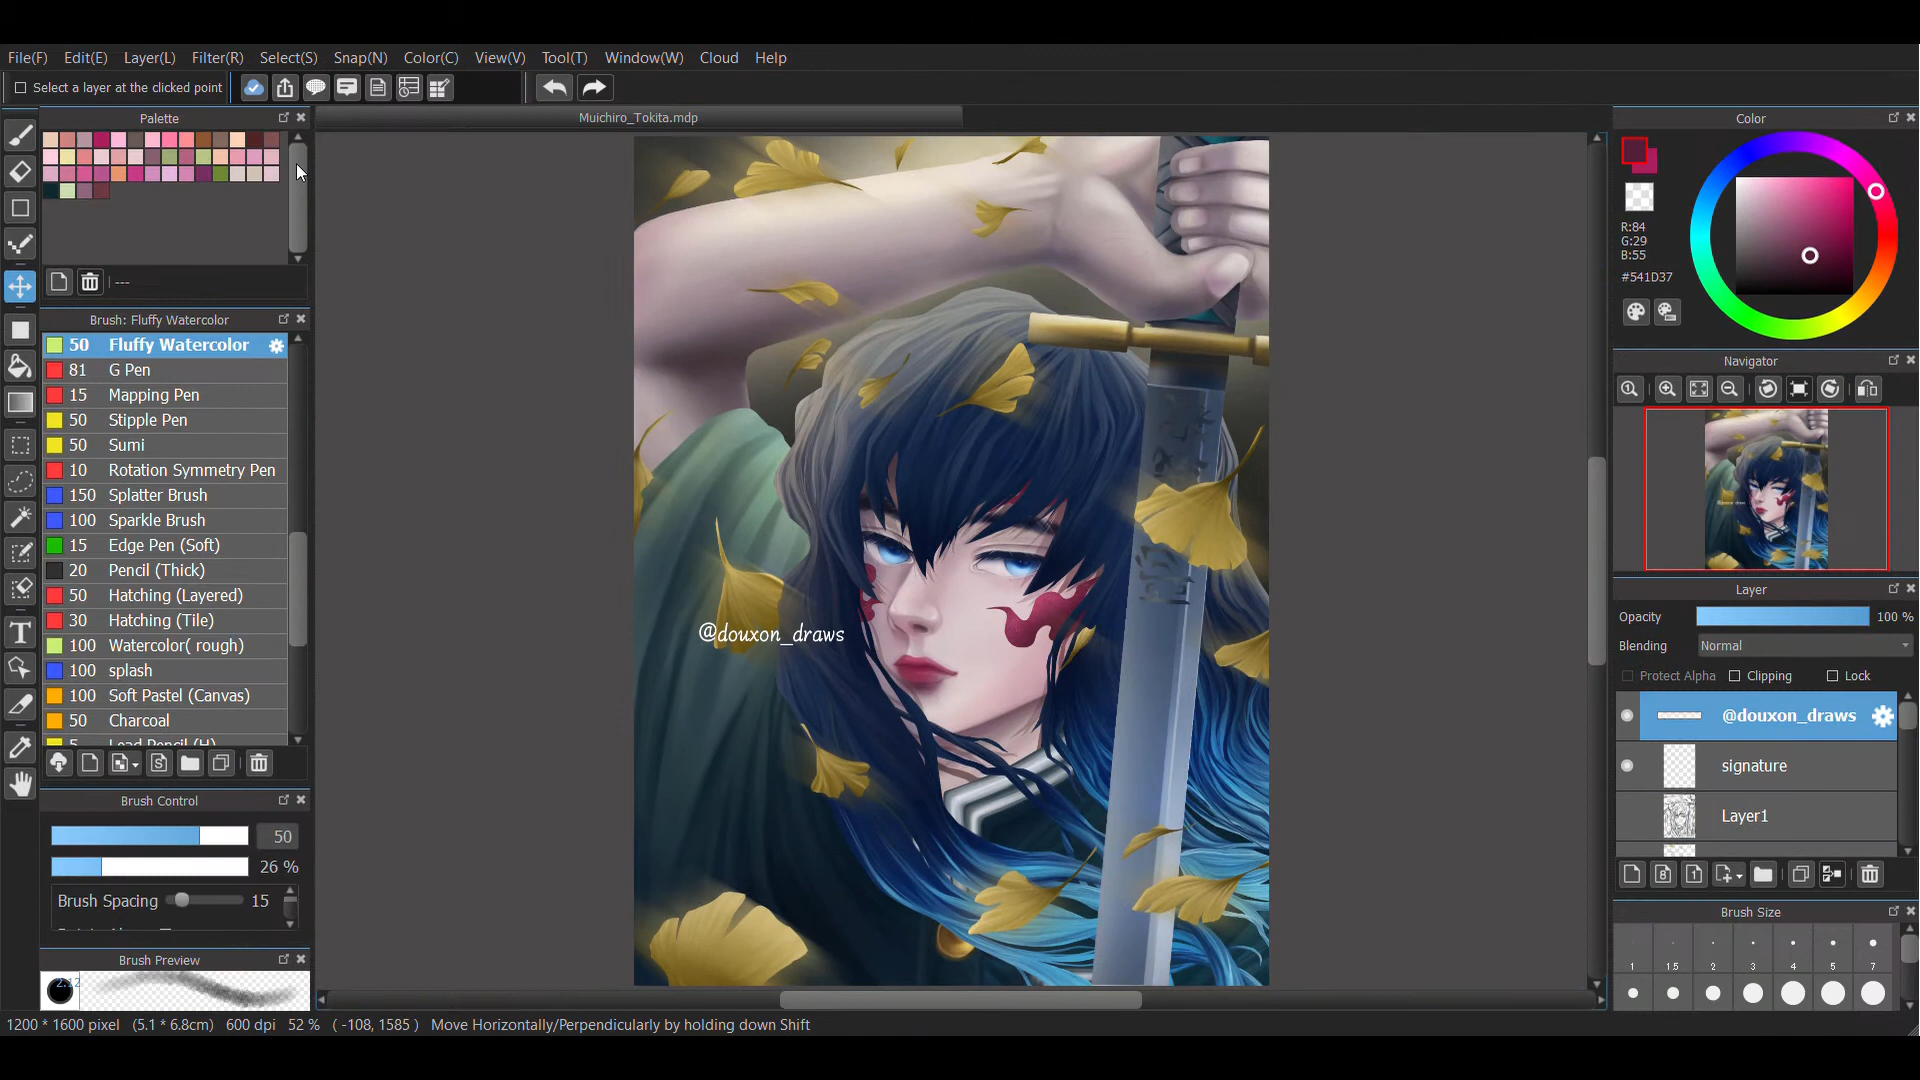 File(F) Edit(E) Layer(L) Filter(R) Select(S) Snap(N) Color(C) View(V) Tool(T) Window(W) Cloud Help
Select a layer at the clicked point
Palette
Muichiro_Tokita.mdp
Color
R:84
G:29
B:55
#541D37
---
Brush: Fluffy Watercolor
50 Fluffy Watercolor
81 G Pen
15 Mapping Pen
50 Stipple Pen
50 Sumi
10 Rotation Symmetry Pen
150 Splatter Brush
100 Sparkle Brush
15 Edge Pen (Soft)
20 Pencil (Thick)
50 Hatching (Layered)
30 Hatching (Tile)
100 Watercolor( rough)
100 splash
100 Soft Pastel (Canvas)
50 Charcoal
5 Lead Pencil (H)
Brush Control
50
26 %
Brush Spacing 15
Brush Preview
2.12
@douxon_draws
Navigator
Layer
Opacity 100 %
Blending Normal
Protect Alpha Clipping Lock
@douxon_draws
signature
Layer1
Brush Size
1 1.5 2 3 4 5 7
1200 * 1600 pixel (5.1 * 6.8cm) 600 dpi 52 % ( -108, 1585 ) Move Horizontally/Perpendicularly by holding down Shift